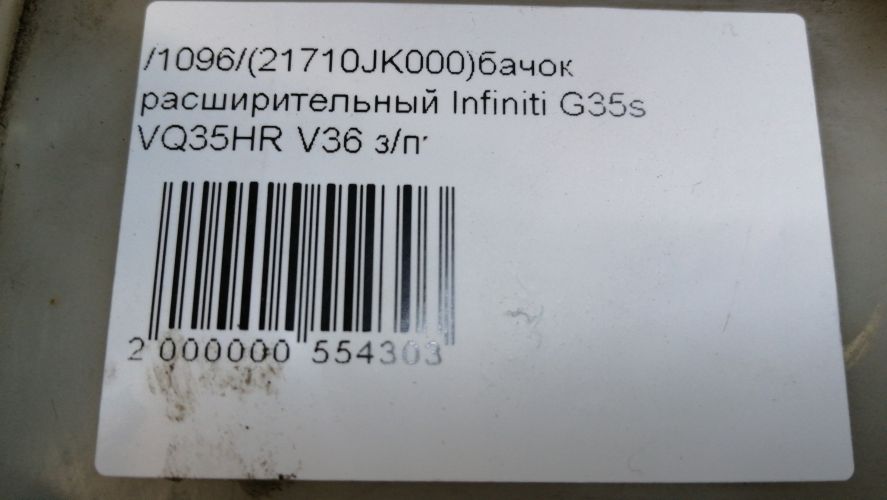 /1096/(21710JK000)бачок
расширительный Infiniti G35s
VQ35HR V36 з/п
2 000000 554303